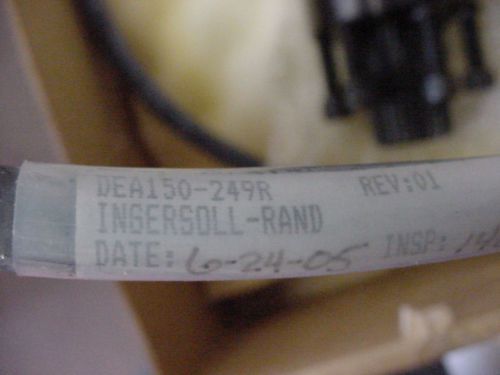 DEA150-249R REV:01
INGERSOLL-RAND
DATE: 6-24-05 INSP: